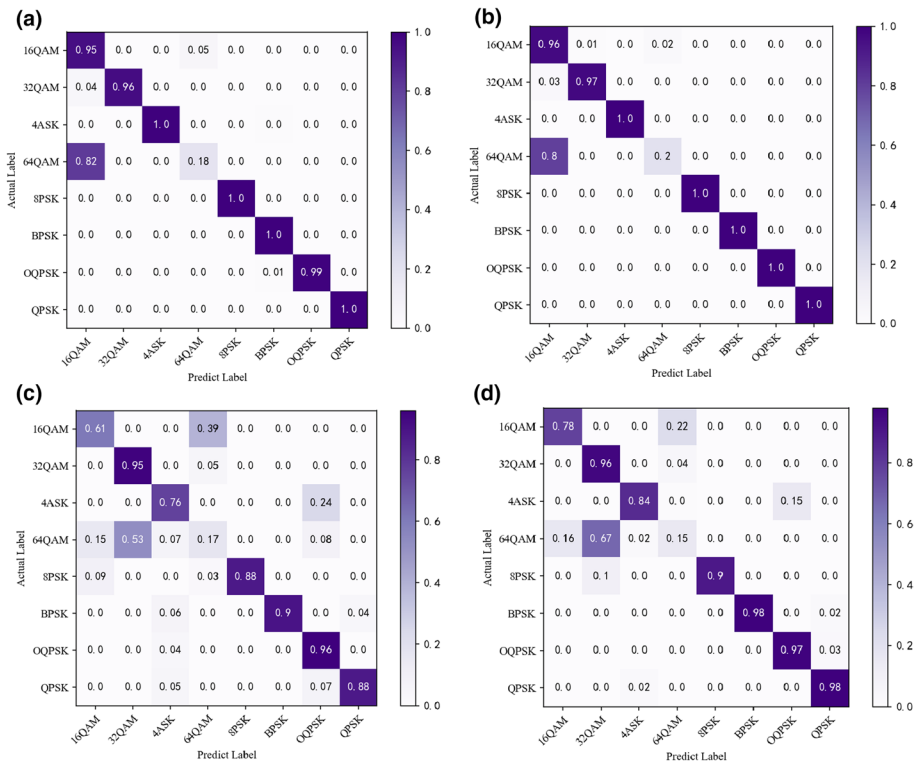 (a)
16QAM 0.95 0.0 0.0 0.05 0.0 0.0 0.0 0.0
32QAM 0.04 0.96 0.0 0.0 0.0 0.0 0.0 0.0
4ASK 0.0 0.0 1.0 0.0 0.0 0.0 0.0 0.0
64QAM 0.82 0.0 0.0 0.18 0.0 0.0 0.0 0.0
8PSK 0.0 0.0 0.0 0.0 1.0 0.0 0.0 0.0
BPSK 0.0 0.0 0.0 0.0 0.0 1.0 0.0 0.0
OQPSK 0.0 0.0 0.0 0.0 0.0 0.01 0.99 0.0
QPSK 0.0 0.0 0.0 0.0 0.0 0.0 0.0 1.0
16QAM 32QAM 4ASK 64QAM 8PSK BPSK OQPSK QPSK
Predict Label
Actual Label
1.0
0.8
0.6
0.4
0.2
0.0
(b)
16QAM 0.96 0.01 0.0 0.02 0.0 0.0 0.0 0.0
32QAM 0.03 0.97 0.0 0.0 0.0 0.0 0.0 0.0
4ASK 0.0 0.0 1.0 0.0 0.0 0.0 0.0 0.0
64QAM 0.8 0.0 0.0 0.2 0.0 0.0 0.0 0.0
8PSK 0.0 0.0 0.0 0.0 1.0 0.0 0.0 0.0
BPSK 0.0 0.0 0.0 0.0 0.0 1.0 0.0 0.0
OQPSK 0.0 0.0 0.0 0.0 0.0 0.0 1.0 0.0
QPSK 0.0 0.0 0.0 0.0 0.0 0.0 0.0 1.0
16QAM 32QAM 4ASK 64QAM 8PSK BPSK OQPSK QPSK
Predict Label
Actual Label
1.0
0.8
0.6
0.4
0.2
0.0
(c)
16QAM 0.61 0.0 0.0 0.39 0.0 0.0 0.0 0.0
32QAM 0.0 0.95 0.0 0.05 0.0 0.0 0.0 0.0
4ASK 0.0 0.0 0.76 0.0 0.0 0.0 0.24 0.0
64QAM 0.15 0.53 0.07 0.17 0.0 0.0 0.08 0.0
8PSK 0.09 0.0 0.0 0.03 0.88 0.0 0.0 0.0
BPSK 0.0 0.0 0.06 0.0 0.0 0.9 0.0 0.04
OQPSK 0.0 0.0 0.04 0.0 0.0 0.0 0.96 0.0
QPSK 0.0 0.0 0.05 0.0 0.0 0.0 0.07 0.88
16QAM 32QAM 4ASK 64QAM 8PSK BPSK OQPSK QPSK
Predict Label
Actual Label
0.8
0.6
0.4
0.2
0.0
(d)
16QAM 0.78 0.0 0.0 0.22 0.0 0.0 0.0 0.0
32QAM 0.0 0.96 0.0 0.04 0.0 0.0 0.0 0.0
4ASK 0.0 0.0 0.84 0.0 0.0 0.0 0.15 0.0
64QAM 0.16 0.67 0.02 0.15 0.0 0.0 0.0 0.0
8PSK 0.0 0.1 0.0 0.0 0.9 0.0 0.0 0.0
BPSK 0.0 0.0 0.0 0.0 0.0 0.98 0.0 0.02
OQPSK 0.0 0.0 0.0 0.0 0.0 0.0 0.97 0.03
QPSK 0.0 0.0 0.02 0.0 0.0 0.0 0.0 0.98
16QAM 32QAM 4ASK 64QAM 8PSK BPSK OQPSK QPSK
Predict Label
Actual Label
0.8
0.6
0.4
0.2
0.0